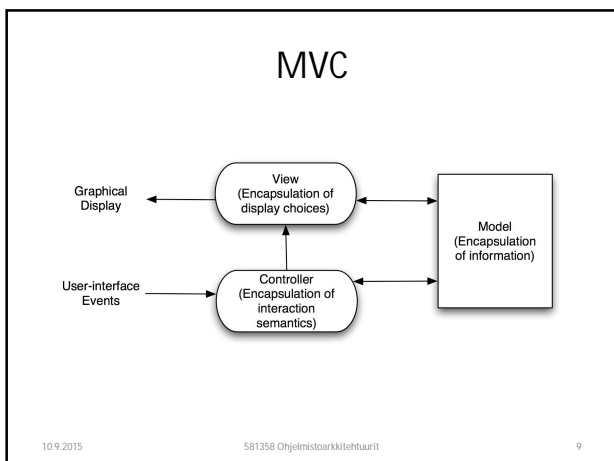 MVC
Graphical
Display
View
(Encapsulation of
display choices)
Model
(Encapsulation
of information)
User-interface
Events
Controller
(Encapsulation of
interaction
semantics)
10.9.2015
581358 Ohjelmistoarkkitehtuurit
9